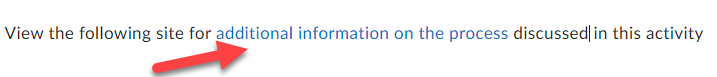 View the following site for additional information on the process discussed in this activity